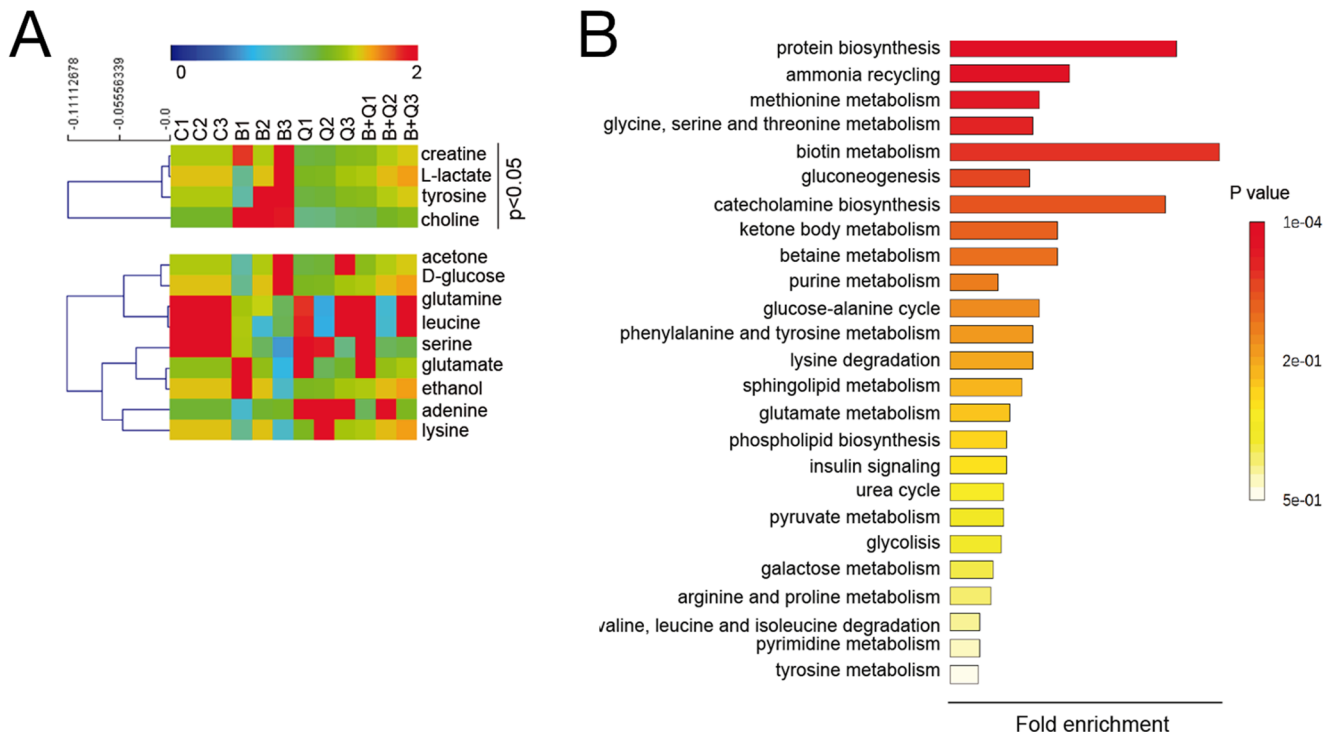 A
B
0
2
-0.11112678
-0.05556339
-0.0
C1
C2
C3
B1
B2
B3
Q1
Q2
Q3
B+Q1
B+Q2
B+Q3
creatine
L-lactate
tyrosine
choline
p<0.05
acetone
D-glucose
glutamine
leucine
serine
glutamate
ethanol
adenine
lysine
protein biosynthesis
ammonia recycling
methionine metabolism
glycine, serine and threonine metabolism
biotin metabolism
gluconeogenesis
catecholamine biosynthesis
ketone body metabolism
betaine metabolism
purine metabolism
glucose-alanine cycle
phenylalanine and tyrosine metabolism
lysine degradation
sphingolipid metabolism
glutamate metabolism
phospholipid biosynthesis
insulin signaling
urea cycle
pyruvate metabolism
glycolisis
galactose metabolism
arginine and proline metabolism
valine, leucine and isoleucine degradation
pyrimidine metabolism
tyrosine metabolism
Fold enrichment
P value
1e-04
2e-01
5e-01